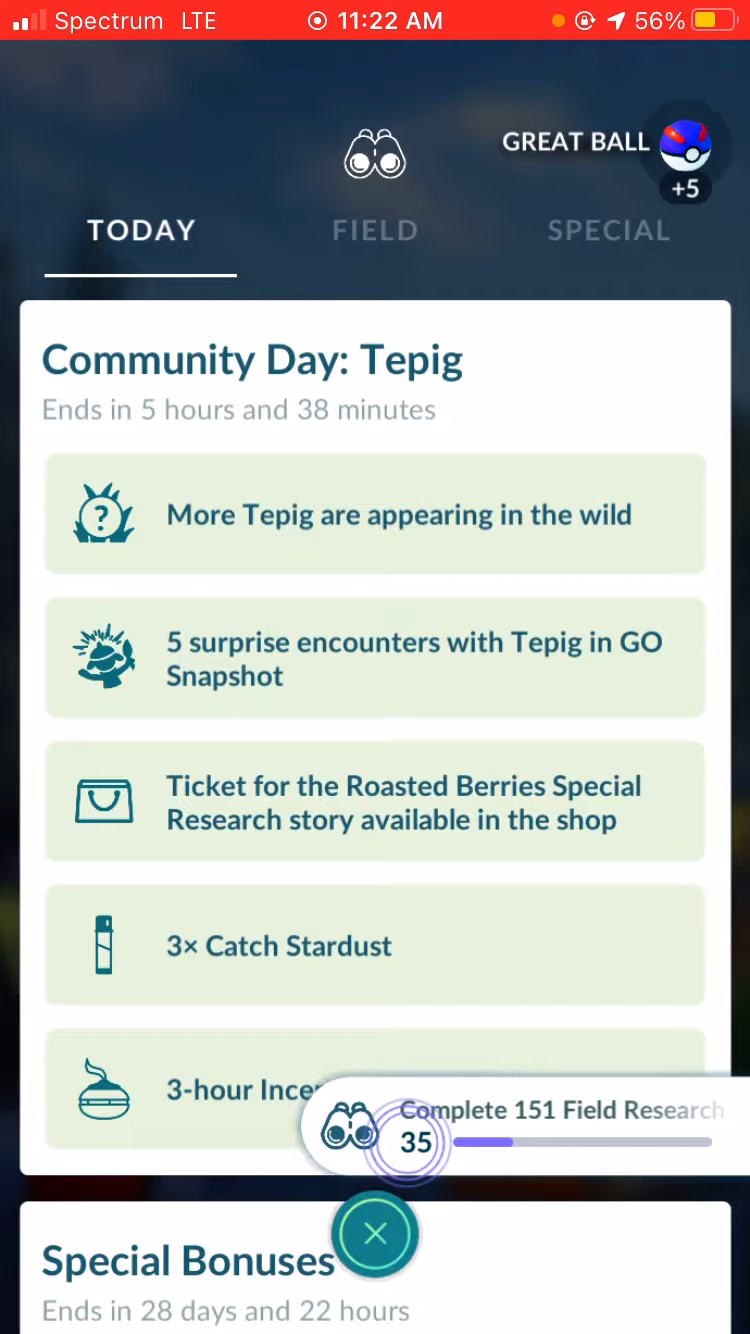 Spectrum LTE 11:22 AM 56%
GREAT BALL
+5
TODAY FIELD SPECIAL
Community Day: Tepig
Ends in 5 hours and 38 minutes
?
More Tepig are appearing in the wild
5 surprise encounters with Tepig in GO
Snapshot
Ticket for the Roasted Berries Special
Research story available in the shop
3× Catch Stardust
3-hour Ince
Complete 151 Field Research
35
Special Bonuses
Ends in 28 days and 22 hours